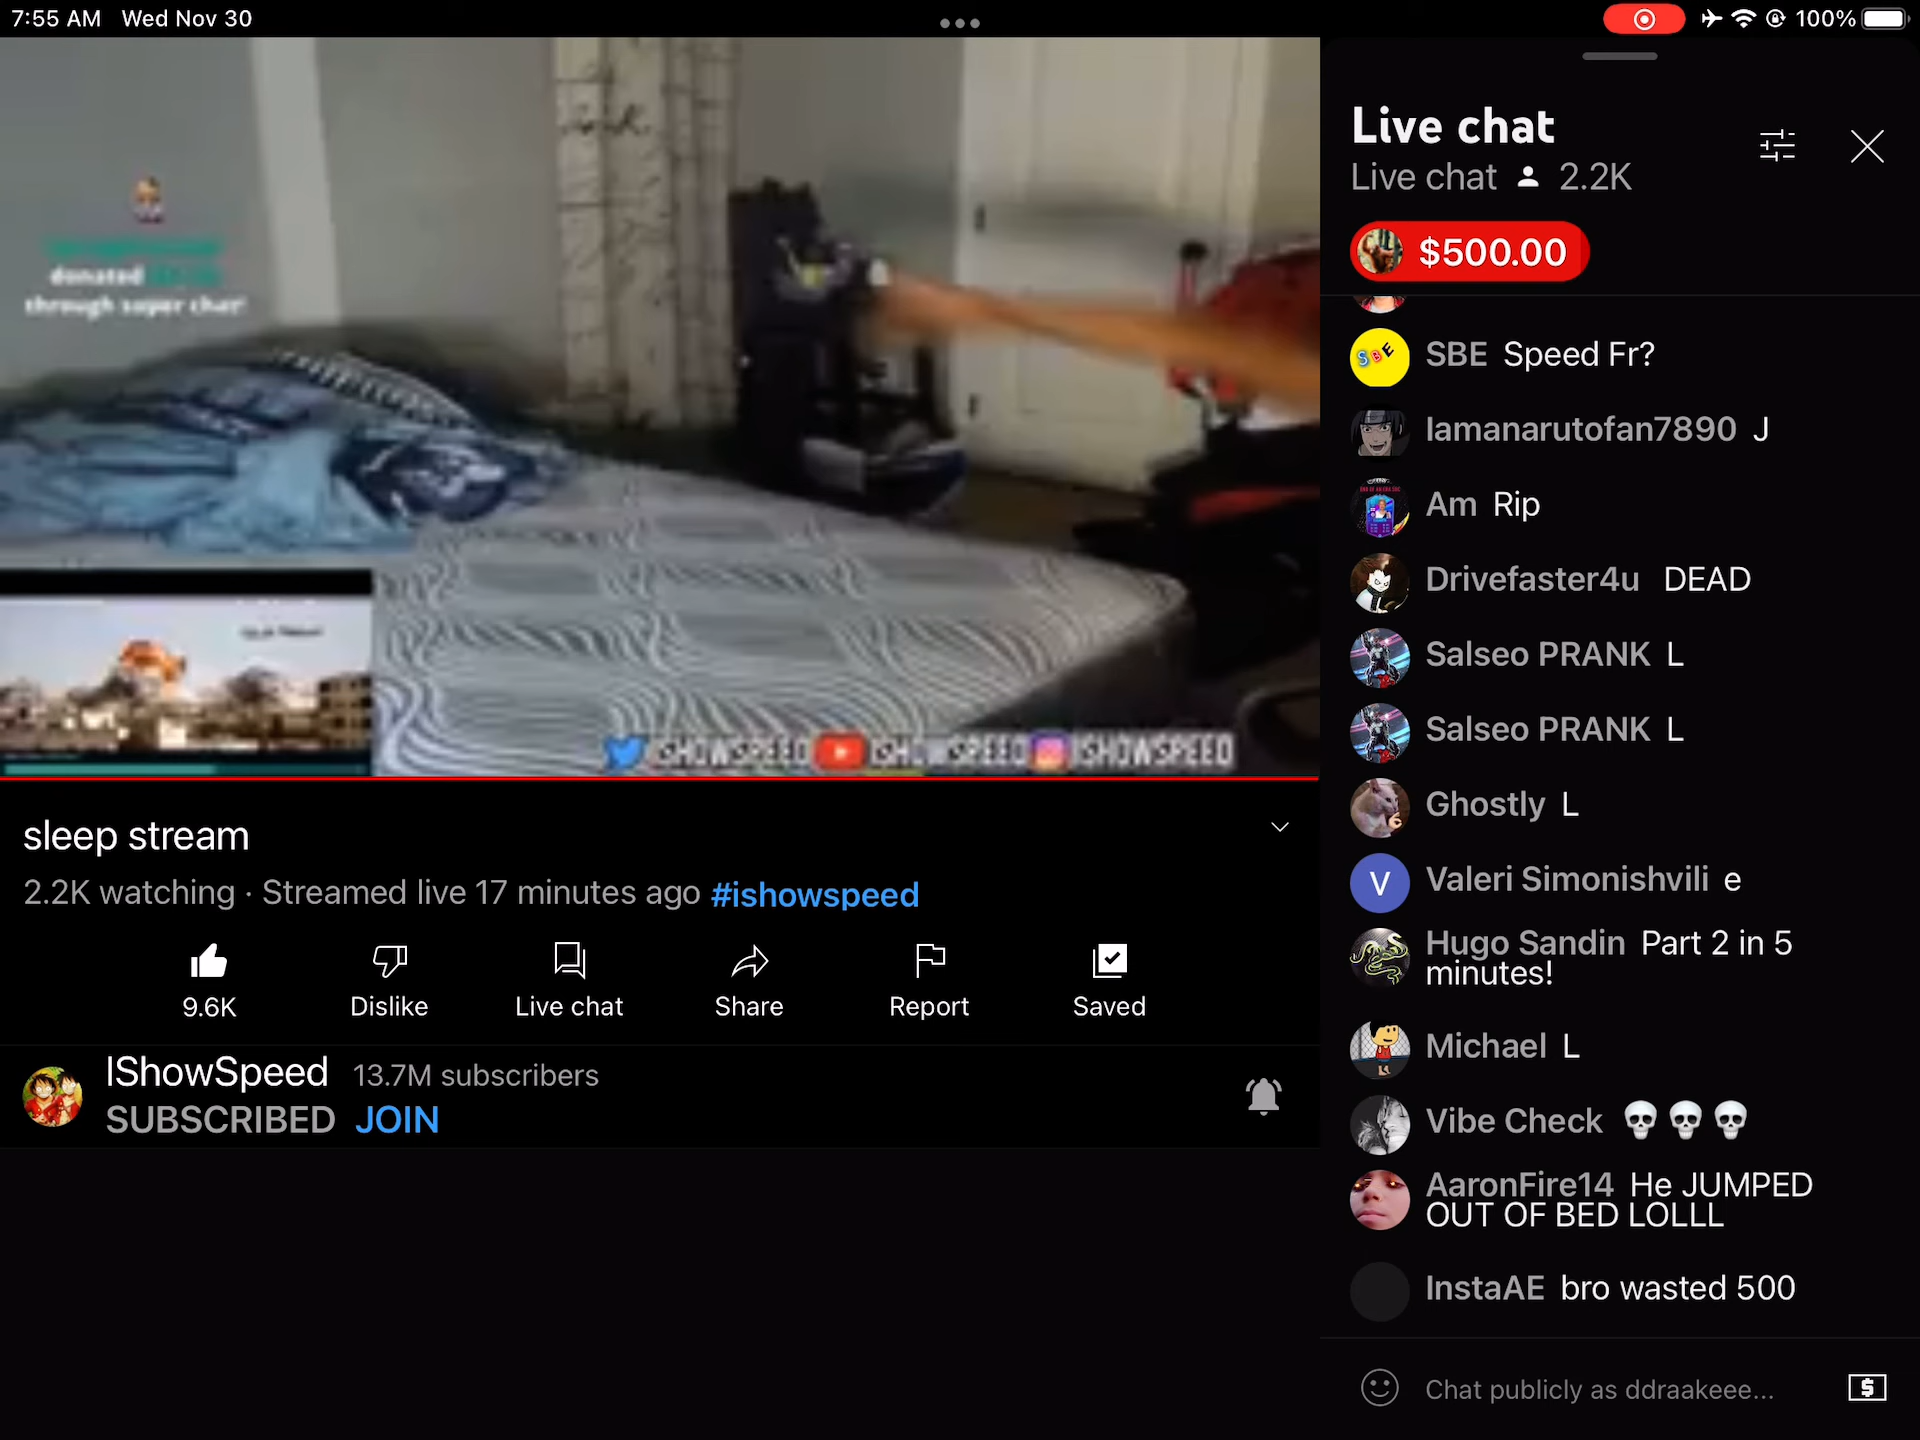 7:55 AM Wed Nov 30
100%
donated
through super chat!
ISHOWSPEED ISHOWSPEED ISHOWSPEED
sleep stream
2.2K watching · Streamed live 17 minutes ago #ishowspeed
9.6K
Dislike
Live chat
Share
Report
Saved
IShowSpeed 13.7M subscribers
SUBSCRIBED JOIN
Live chat
Live chat 2.2K
$500.00
SBE Speed Fr?
Iamanarutofan7890 J
Am Rip
Drivefaster4u DEAD
Salseo PRANK L
Salseo PRANK L
Ghostly L
V Valeri Simonishvili e
Hugo Sandin Part 2 in 5
minutes!
Michael L
Vibe Check 💀💀💀
AaronFire14 He JUMPED
OUT OF BED LOLLL
InstaAE bro wasted 500
Chat publicly as ddraakeee...